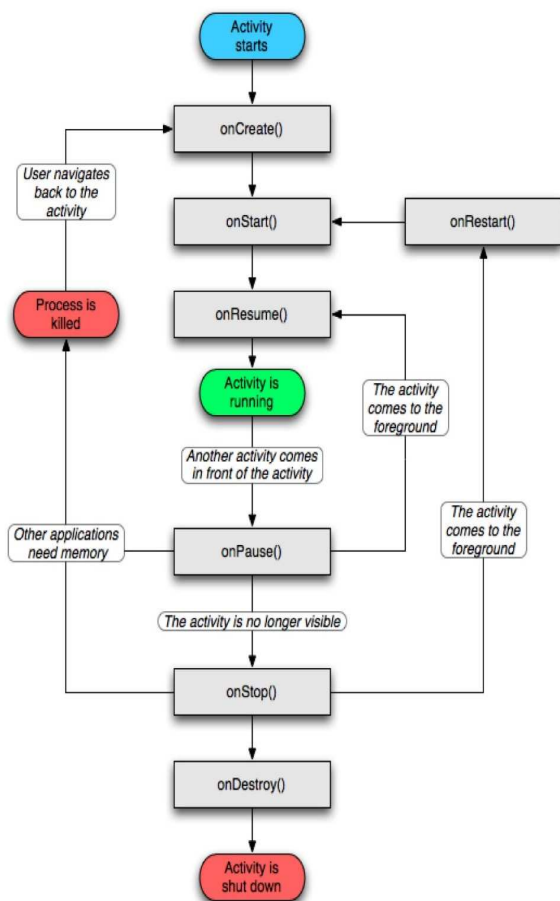 Activity
starts
onCreate()
User navigates
back to the
activity
onStart()
onRestart()
Process is
killed
onResume()
Activity is
running
The activity
comes to the
foreground
Another activity comes
in front of the activity
Other applications
need memory
The activity
comes to the
foreground
onPause()
The activity is no longer visible
onStop()
onDestroy()
Activity is
shut down